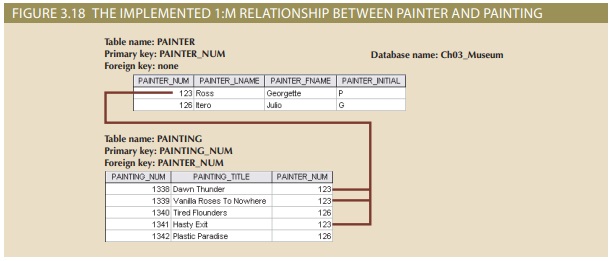 FIGURE 3.18 THE IMPLEMENTED 1:M RELATIONSHIP BETWEEN PAINTER AND PAINTING
Table name: PAINTER
Primary key: PAINTER_NUM
Database name: Ch03_Museum
Foreign key: none
PAINTER_NUM PAINTER_LNAME PAINTER_FNAME PAINTER_INITIAL
123 Ross Georgette P
126 Itero Julio G
Table name: PAINTING
Primary key: PAINTING_NUM
Foreign key: PAINTER_NUM
PAINTING_NUM PAINTING_TITLE PAINTER_NUM
1338 Dawn Thunder 123
1339 Vanilla Roses To Nowhere 123
1340 Tired Flounders 126
1341 Hasty Exit 123
1342 Plastic Paradise 126